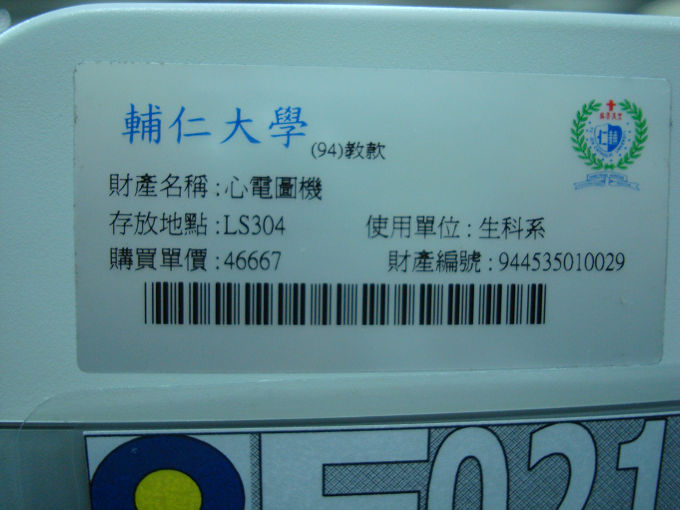 輔仁大學
(94)教款
財產名稱:心電圖機
存放地點:LS304 使用單位:生科系
購買單價:46667 財產編號:944535010029
021